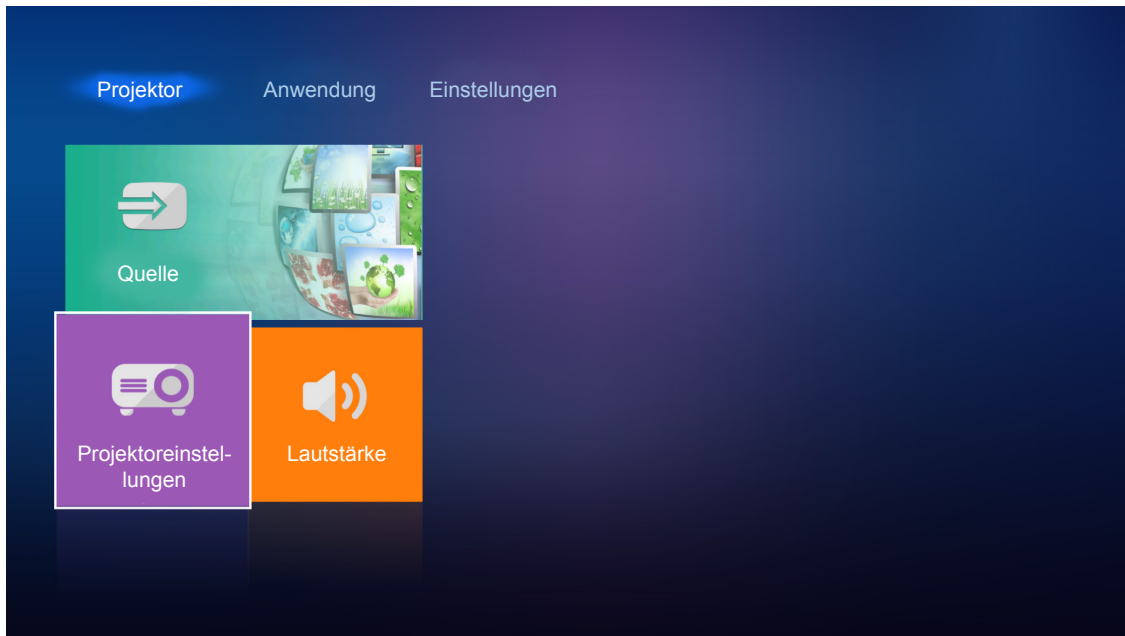 Projektor Anwendung Einstellungen
Quelle
Projektoreinstel-
lungen
Lautstärke